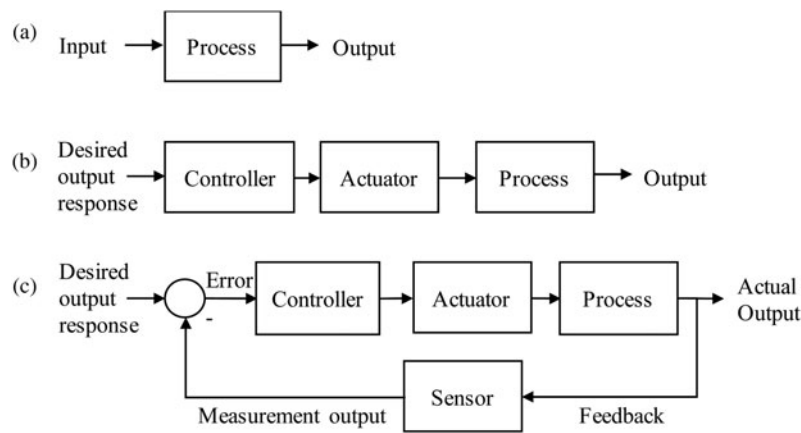 (a)
Input
Process
Output
(b)
Desired
output
response
Controller
Actuator
Process
Output
(c)
Desired
output
response
Error
-
Controller
Actuator
Process
Actual
Output
Sensor
Measurement output
Feedback